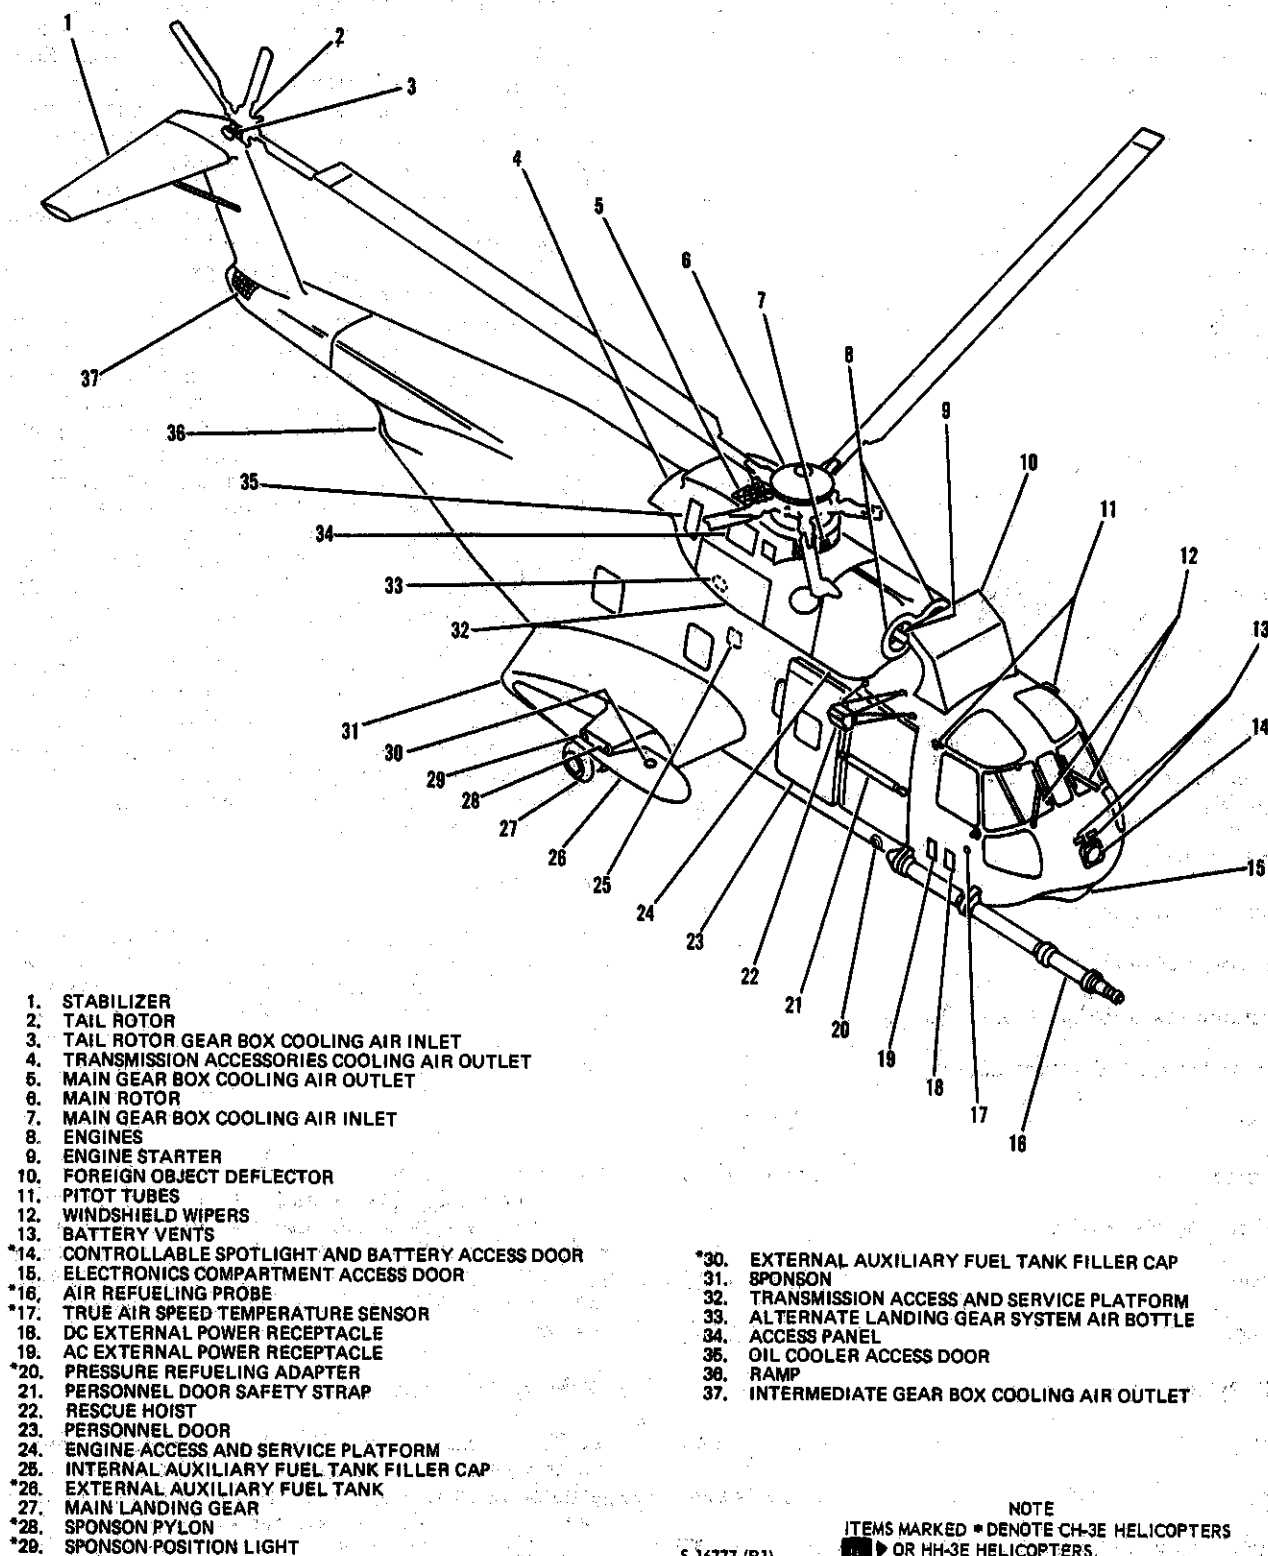 1
2
3
4
5
6
7
8
9
10
11
12
13
14
15
16
17
18
19
20
21
22
23
24
25
26
27
28
29
30
31
32
33
34
35
36
37
1. STABILIZER
2. TAIL ROTOR
3. TAIL ROTOR GEAR BOX COOLING AIR INLET
4. TRANSMISSION ACCESSORIES COOLING AIR OUTLET
5. MAIN GEAR BOX COOLING AIR OUTLET
6. MAIN ROTOR
7. MAIN GEAR BOX COOLING AIR INLET
8. ENGINES
9. ENGINE STARTER
10. FOREIGN OBJECT DEFLECTOR
11. PITOT TUBES
12. WINDSHIELD WIPERS
13. BATTERY VENTS
*14. CONTROLLABLE SPOTLIGHT AND BATTERY ACCESS DOOR
15. ELECTRONICS COMPARTMENT ACCESS DOOR
*16. AIR REFUELING PROBE
*17. TRUE AIR SPEED TEMPERATURE SENSOR
18. DC EXTERNAL POWER RECEPTACLE
19. AC EXTERNAL POWER RECEPTACLE
*20. PRESSURE REFUELING ADAPTER
21. PERSONNEL DOOR SAFETY STRAP
22. RESCUE HOIST
23. PERSONNEL DOOR
24. ENGINE ACCESS AND SERVICE PLATFORM
25. INTERNAL AUXILIARY FUEL TANK FILLER CAP
*26. EXTERNAL AUXILIARY FUEL TANK
27. MAIN LANDING GEAR
*28. SPONSON PYLON
*29. SPONSON POSITION LIGHT
*30. EXTERNAL AUXILIARY FUEL TANK FILLER CAP
31. SPONSON
32. TRANSMISSION ACCESS AND SERVICE PLATFORM
33. ALTERNATE LANDING GEAR SYSTEM AIR BOTTLE
34. ACCESS PANEL
35. OIL COOLER ACCESS DOOR
36. RAMP
37. INTERMEDIATE GEAR BOX COOLING AIR OUTLET
NOTE
ITEMS MARKED * DENOTE CH-3E HELICOPTERS
OR HH-3E HELICOPTERS.
S 16777 (R1)